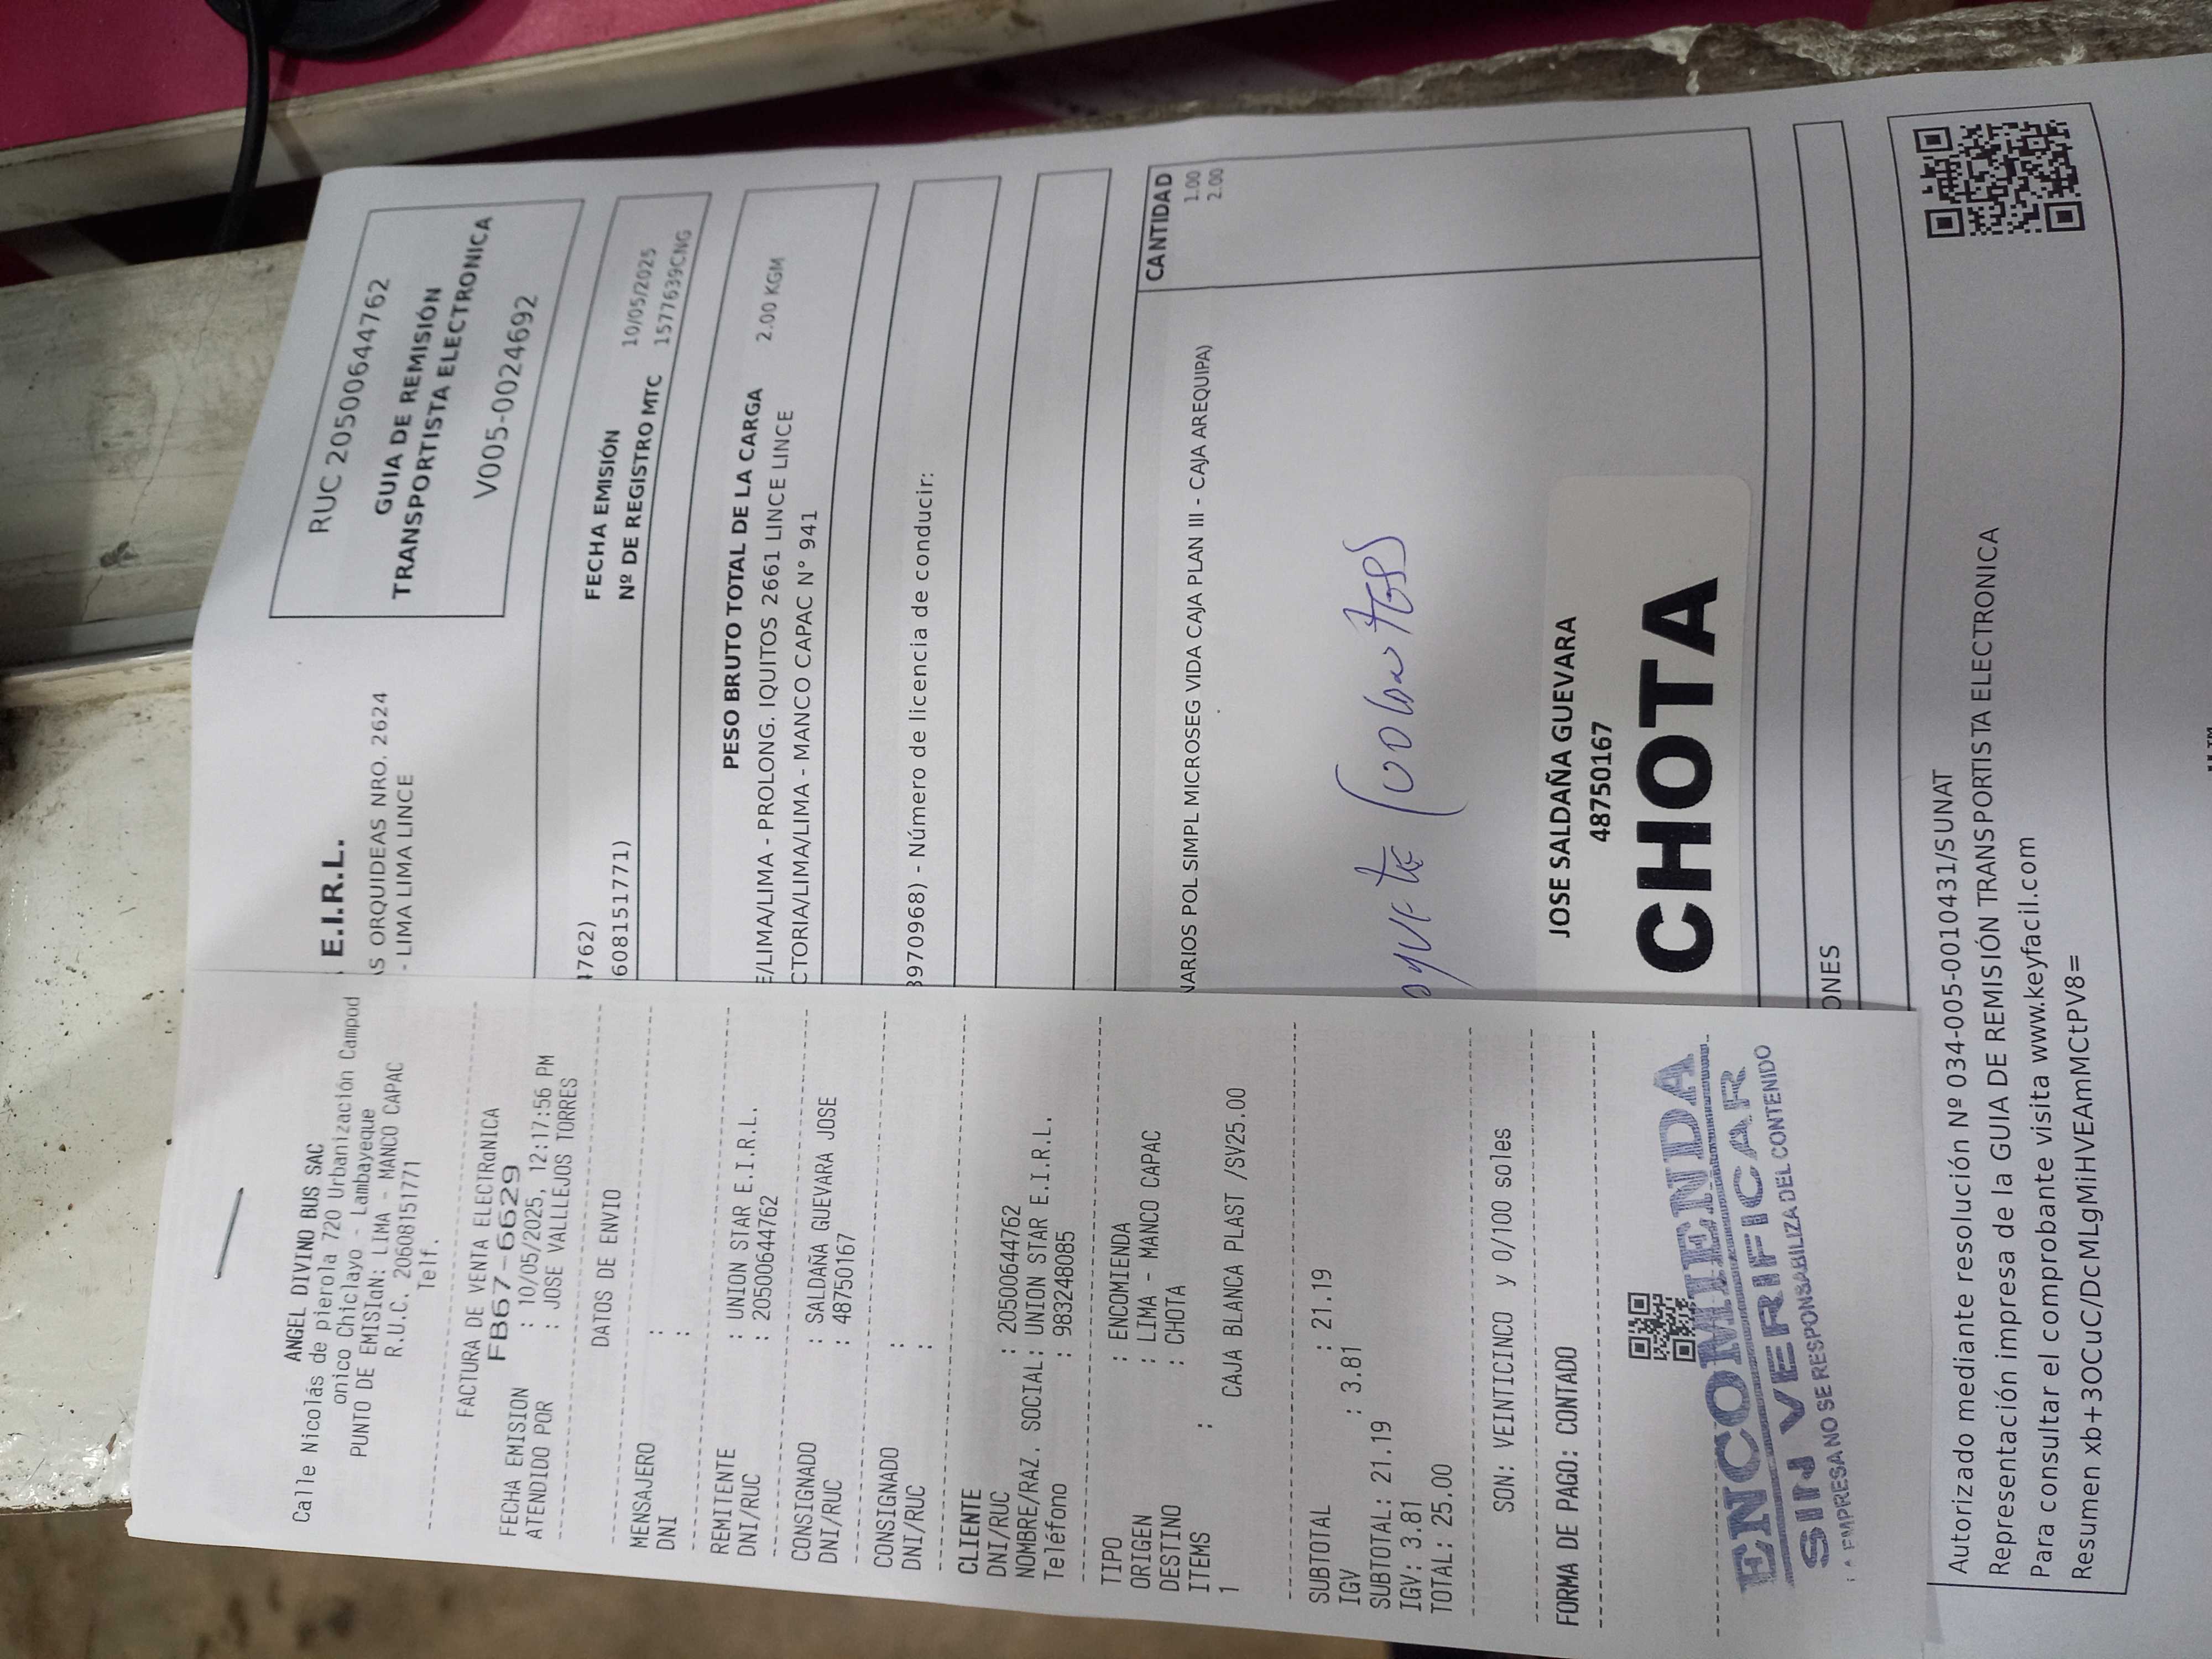 ANGEL DIVINO BUS SAC
Calle Nicolás de pierola 720 Urbanización Campod
onico Chiclayo - Lambayeque
PUNTO DE EMISIàN: LIMA - MANCO CAPAC
R.U.C. 20608151771
Telf.
FACTURA DE VENTA ELECTRàNICA
FB67-6629
FECHA EMISION : 10/05/2025, 12:17:56 PM
ATENDIDO POR : JOSE VALLLEJOS TORRES
DATOS DE ENVIO
MENSAJERO :
DNI :
REMITENTE : UNION STAR E.I.R.L.
DNI/RUC : 20500644762
CONSIGNADO : SALDAÑA GUEVARA JOSE
DNI/RUC : 48750167
CONSIGNADO :
DNI/RUC :
CLIENTE
DNI/RUC : 20500644762
NOMBRE/RAZ. SOCIAL: UNION STAR E.I.R.L.
Teléfono : 983248085
TIPO : ENCOMIENDA
ORIGEN : LIMA - MANCO CAPAC
DESTINO : CHOTA
ITEMS :
1 CAJA BLANCA PLAST /SV25.00
SUBTOTAL : 21.19
IGV : 3.81
SUBTOTAL: 21.19
IGV: 3.81
TOTAL: 25.00
SON: VEINTICINCO y 0/100 soles
FORMA DE PAGO: CONTADO
ENCOMIENDA
SIN VERIFICAR
LA EMPRESA NO SE RESPONSABILIZA DEL CONTENIDO
E.I.R.L.
AS ORQUIDEAS NRO. 2624
- LIMA LIMA LINCE
RUC 20500644762
GUIA DE REMISIÓN
TRANSPORTISTA ELECTRONICA
V005-0024692
4762)
608151771)
FECHA EMISIÓN 10/05/2025
Nº DE REGISTRO MTC 1577639CNG
PESO BRUTO TOTAL DE LA CARGA 2.00 KGM
E/LIMA/LIMA - PROLONG. IQUITOS 2661 LINCE LINCE
CTORIA/LIMA/LIMA - MANCO CAPAC N° 941
8970968) - Número de licencia de conducir:
CANTIDAD
1.00
NARIOS POL SIMPL MICROSEG VIDA CAJA PLAN III - CAJA AREQUIPA) 2.00
JOSE SALDAÑA GUEVARA
48750167
CHOTA
ONES
Autorizado mediante resolución Nº 034-005-0010431/SUNAT
Representación impresa de la GUIA DE REMISIÓN TRANSPORTISTA ELECTRONICA
Para consultar el comprobante visita www.keyfacil.com
Resumen xb+3OCuC/DcMLgMiHVEAmMCtPV8=